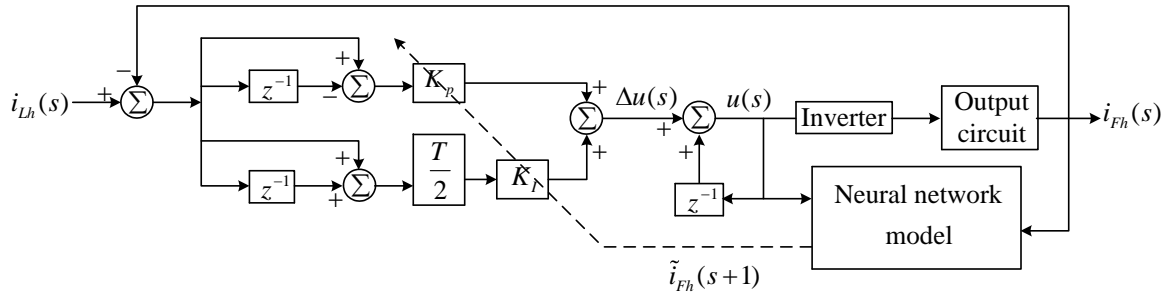 i_{Lh}(s)
−
+
Σ
z^{-1}
+
−
Σ
K_p
z^{-1}
+
+
Σ
T/2
K_I
+
+
Σ
Δu(s)
+
+
Σ
z^{-1}
u(s)
Inverter
Output
circuit
i_{Fh}(s)
Neural network
model
ĩ_{Fh}(s+1)